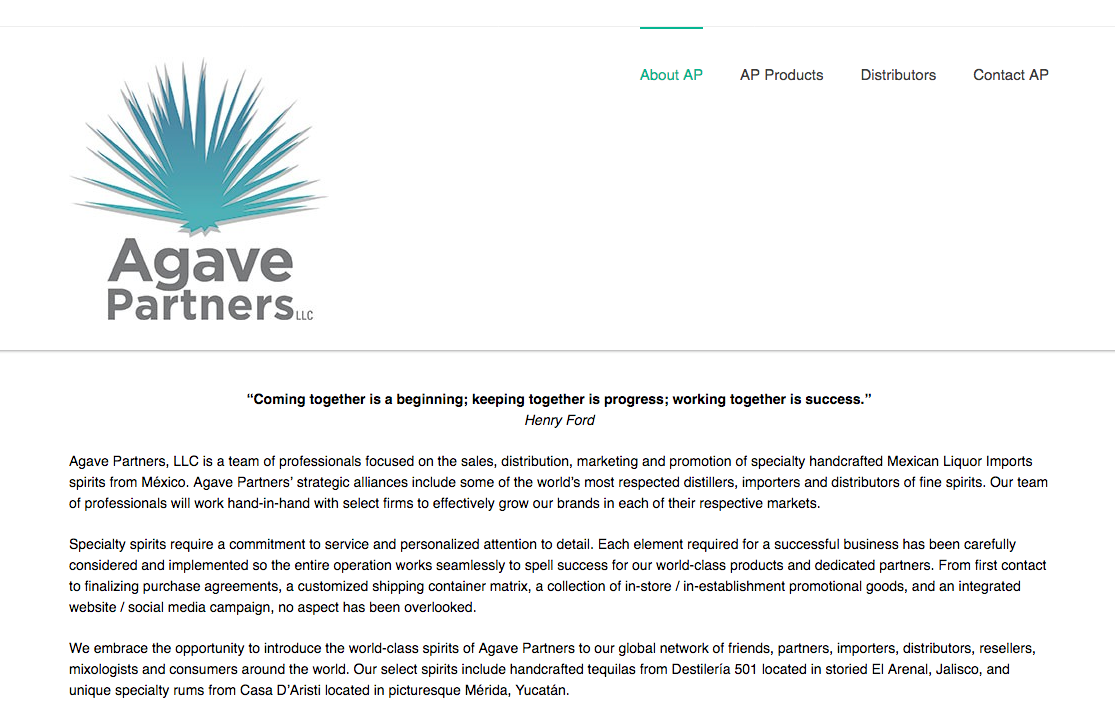 About AP
AP Products
Distributors
Contact AP
Agave
Partners LLC
“Coming together is a beginning; keeping together is progress; working together is success.”
Henry Ford
Agave Partners, LLC is a team of professionals focused on the sales, distribution, marketing and promotion of specialty handcrafted Mexican Liquor Imports
spirits from México. Agave Partners’ strategic alliances include some of the world’s most respected distillers, importers and distributors of fine spirits. Our team
of professionals will work hand-in-hand with select firms to effectively grow our brands in each of their respective markets.
Specialty spirits require a commitment to service and personalized attention to detail. Each element required for a successful business has been carefully
considered and implemented so the entire operation works seamlessly to spell success for our world-class products and dedicated partners. From first contact
to finalizing purchase agreements, a customized shipping container matrix, a collection of in-store / in-establishment promotional goods, and an integrated
website / social media campaign, no aspect has been overlooked.
We embrace the opportunity to introduce the world-class spirits of Agave Partners to our global network of friends, partners, importers, distributors, resellers,
mixologists and consumers around the world. Our select spirits include handcrafted tequilas from Destilería 501 located in storied El Arenal, Jalisco, and
unique specialty rums from Casa D’Aristi located in picturesque Mérida, Yucatán.